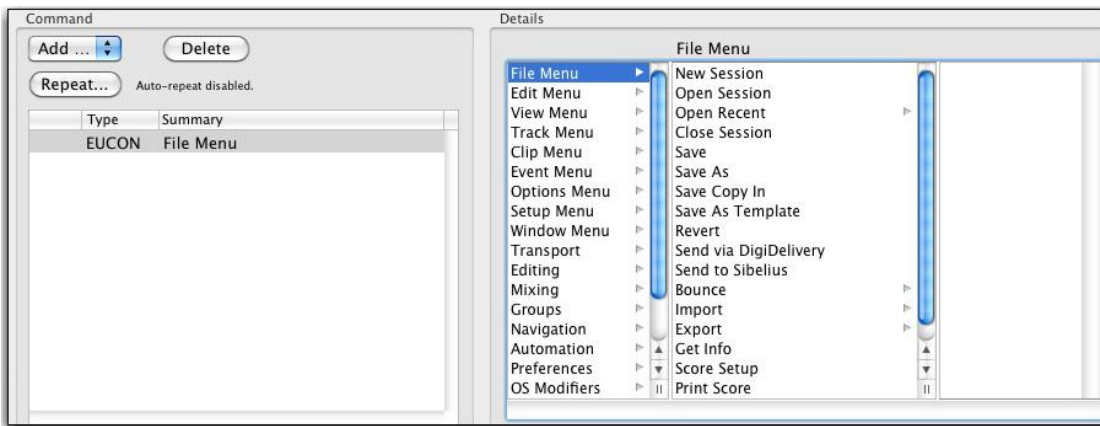 Command
Add ...
Delete
Repeat...
Auto-repeat disabled.
Type Summary
EUCON File Menu
Details
File Menu
File Menu
Edit Menu
View Menu
Track Menu
Clip Menu
Event Menu
Options Menu
Setup Menu
Window Menu
Transport
Editing
Mixing
Groups
Navigation
Automation
Preferences
OS Modifiers
New Session
Open Session
Open Recent
Close Session
Save
Save As
Save Copy In
Save As Template
Revert
Send via DigiDelivery
Send to Sibelius
Bounce
Import
Export
Get Info
Score Setup
Print Score